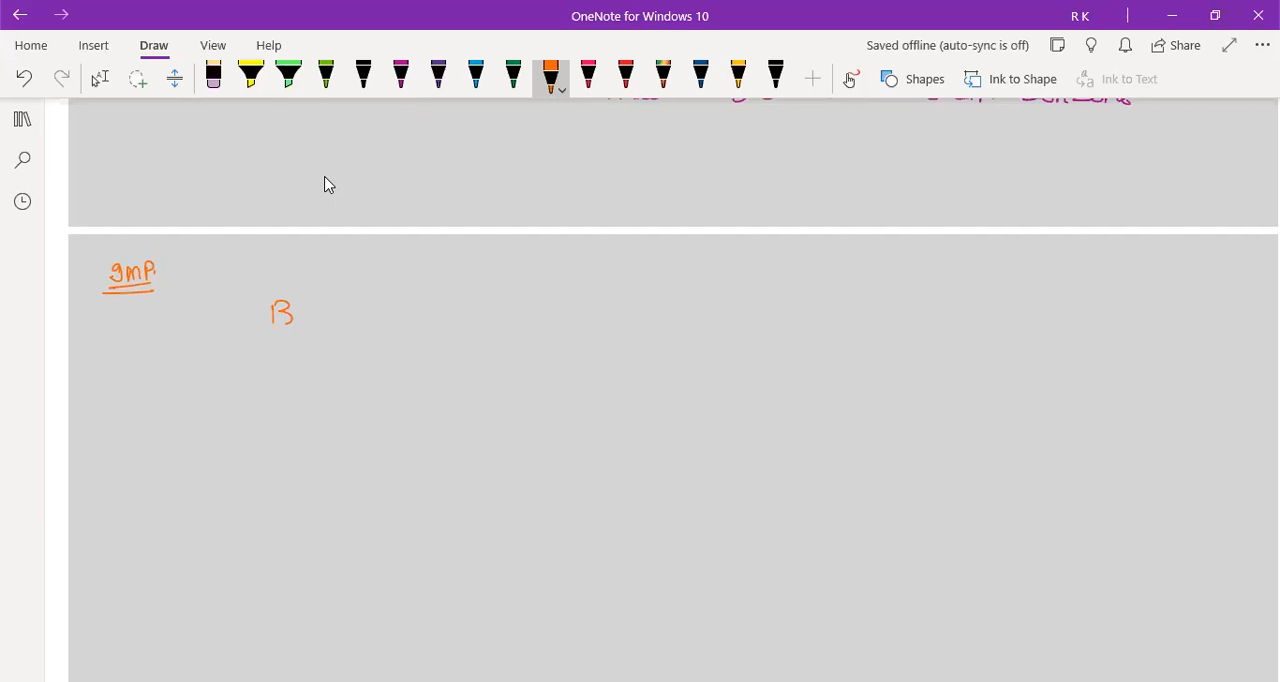 OneNote for Windows 10
R K
Home Insert Draw View Help
Saved offline (auto-sync is off)
Share
Shapes
Ink to Shape
Ink to Text
gmp.
B